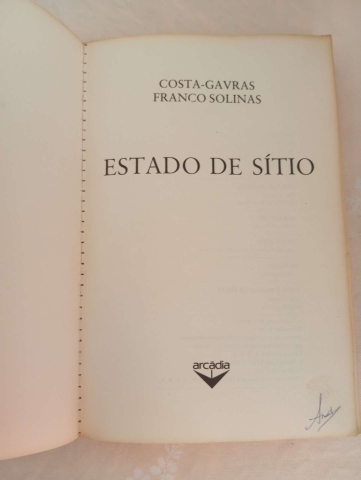 COSTA-GAVRAS
FRANCO SOLINAS
ESTADO DE SÍTIO
arcádia